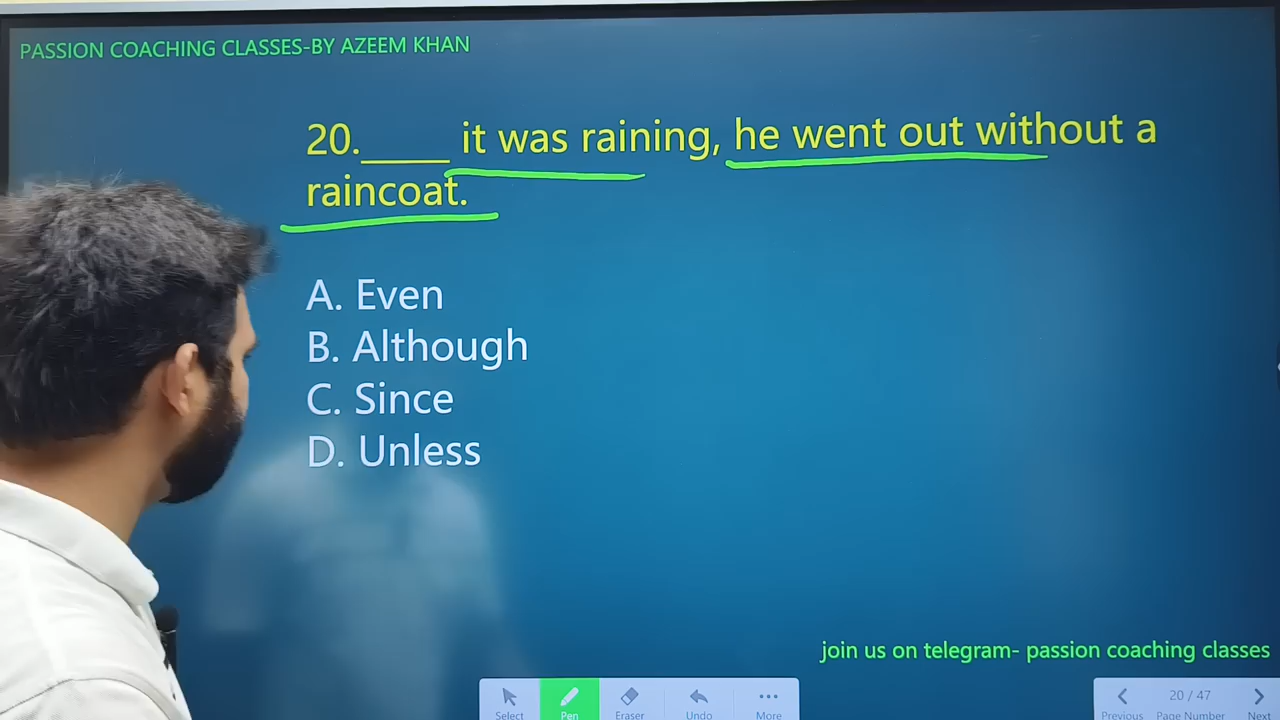 PASSION COACHING CLASSES-BY AZEEM KHAN
20._____ it was raining, he went out without a
raincoat.
A. Even
B. Although
C. Since
D. Unless
join us on telegram- passion coaching classes
Select Pen Eraser Undo More
20 / 47
Previous Page Number Next